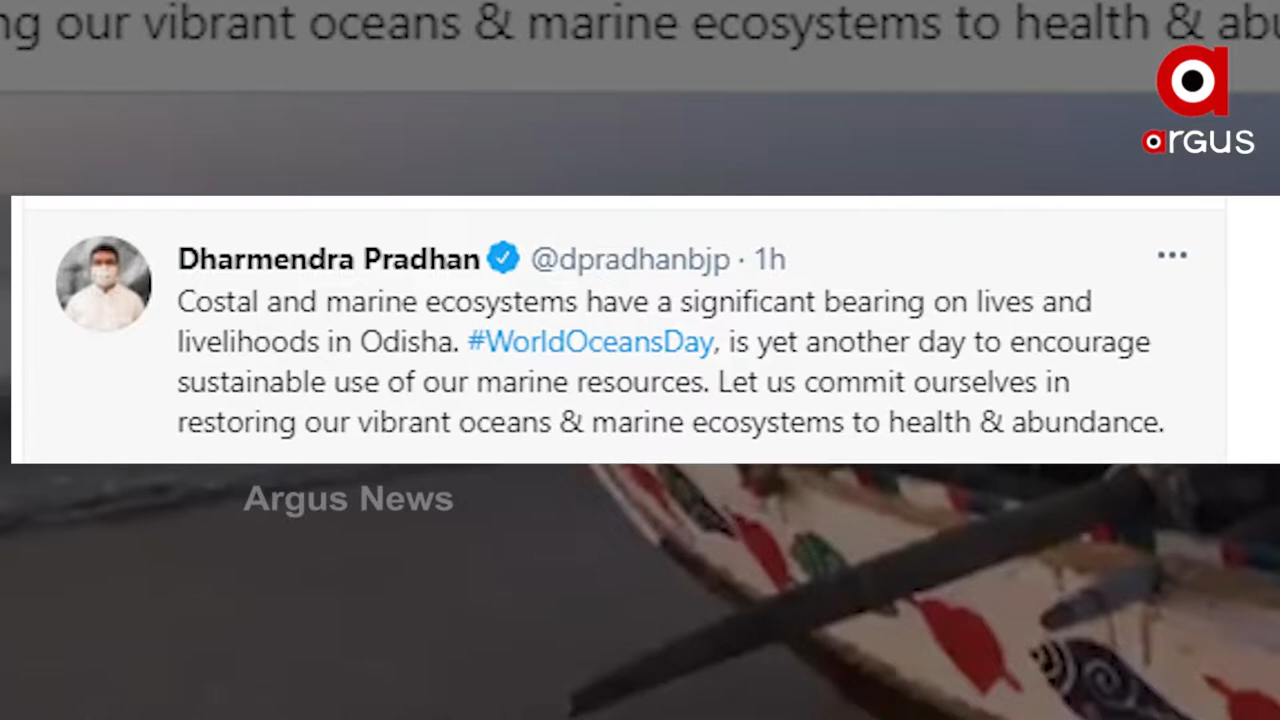 ng our vibrant oceans & marine ecosystems to health & abu
argus
Dharmendra Pradhan @dpradhanbjp · 1h
Costal and marine ecosystems have a significant bearing on lives and
livelihoods in Odisha. #WorldOceansDay, is yet another day to encourage
sustainable use of our marine resources. Let us commit ourselves in
restoring our vibrant oceans & marine ecosystems to health & abundance.
Argus News